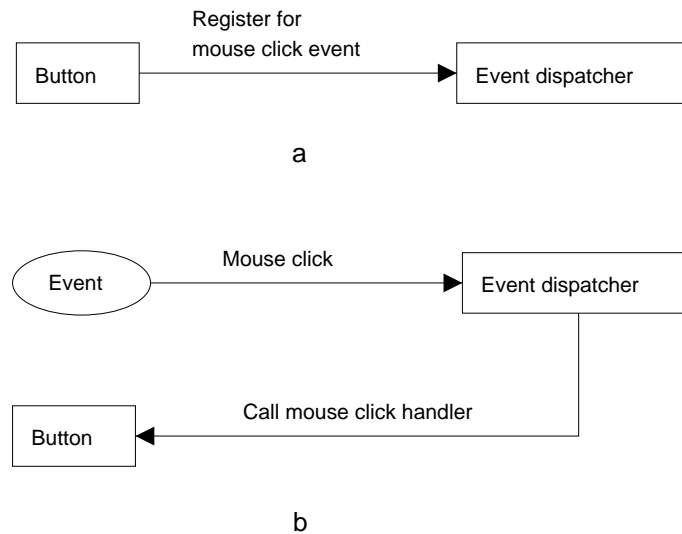 Register for
mouse click event
Button
Event dispatcher
a
Mouse click
Event
Event dispatcher
Call mouse click handler
Button
b